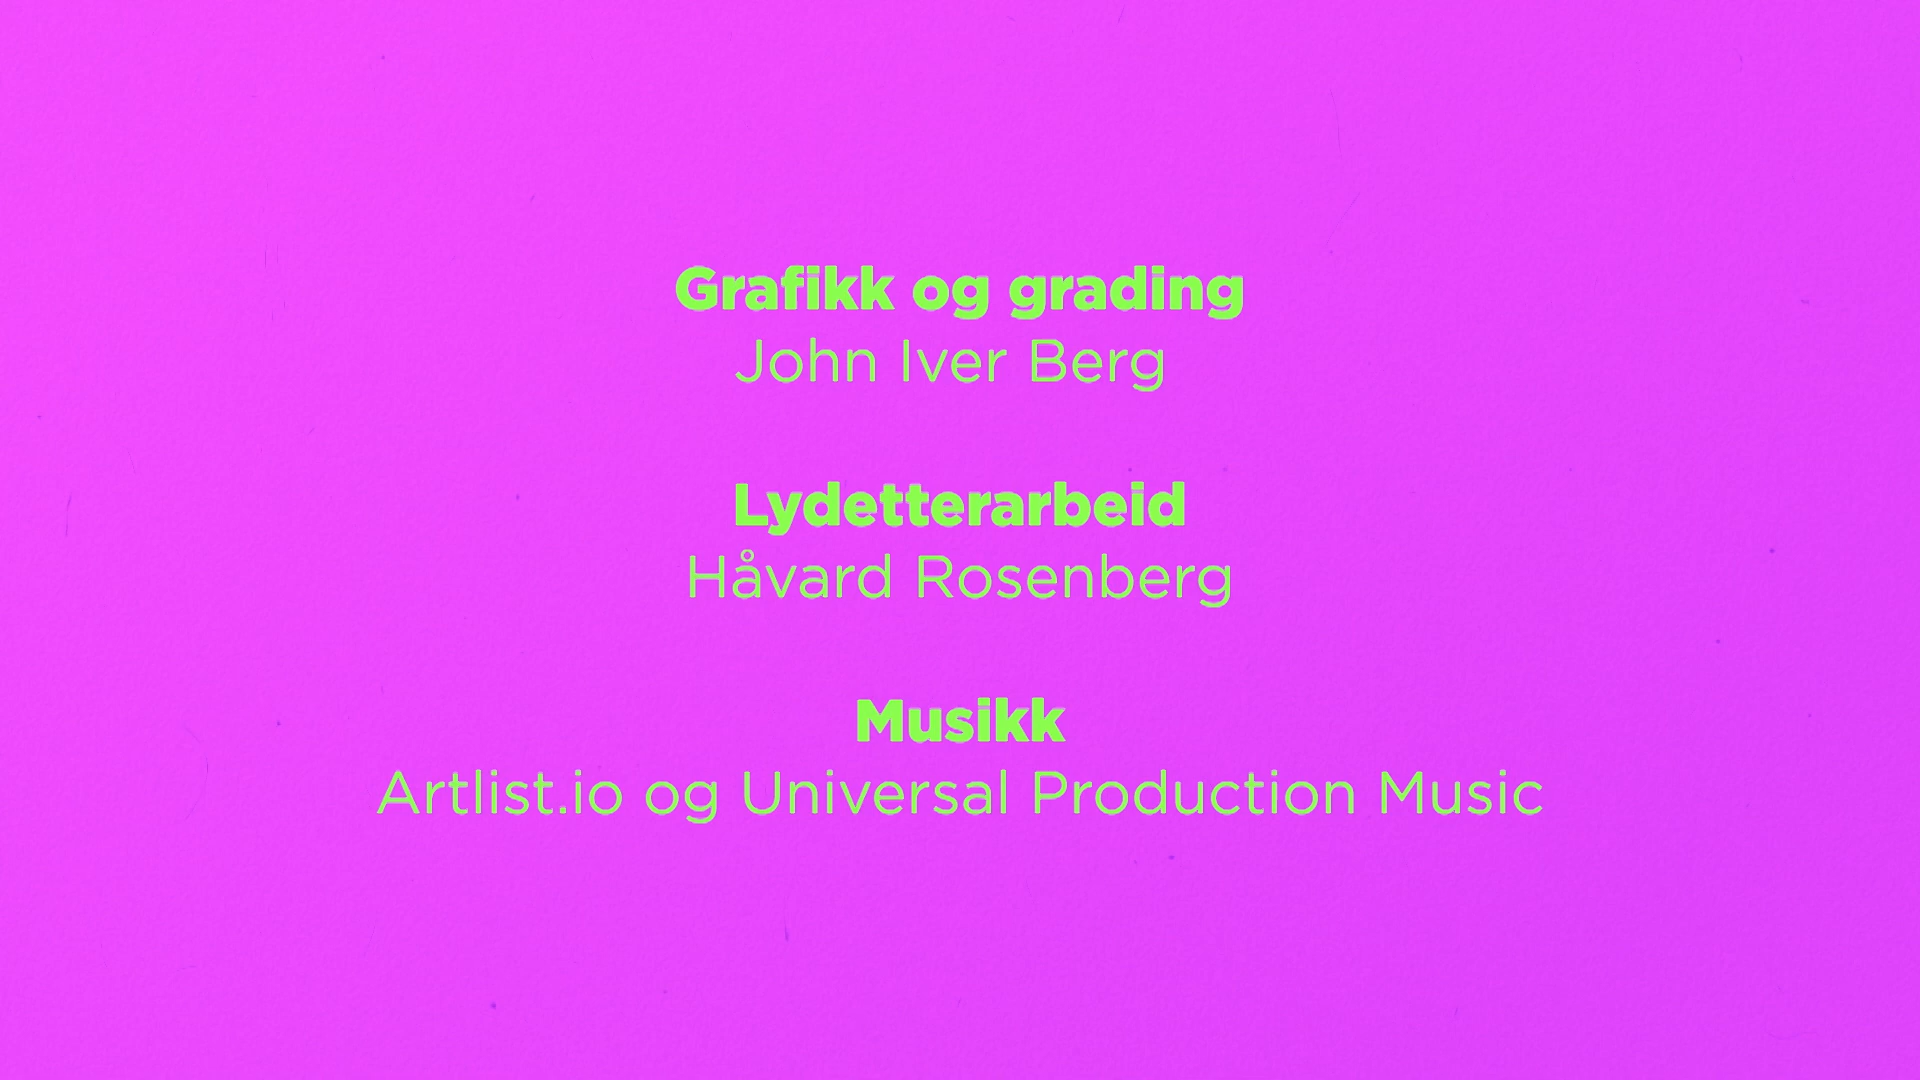 Grafikk og grading
John Iver Berg
Lydetterarbeid
Håvard Rosenberg
Musikk
Artlist.io og Universal Production Music